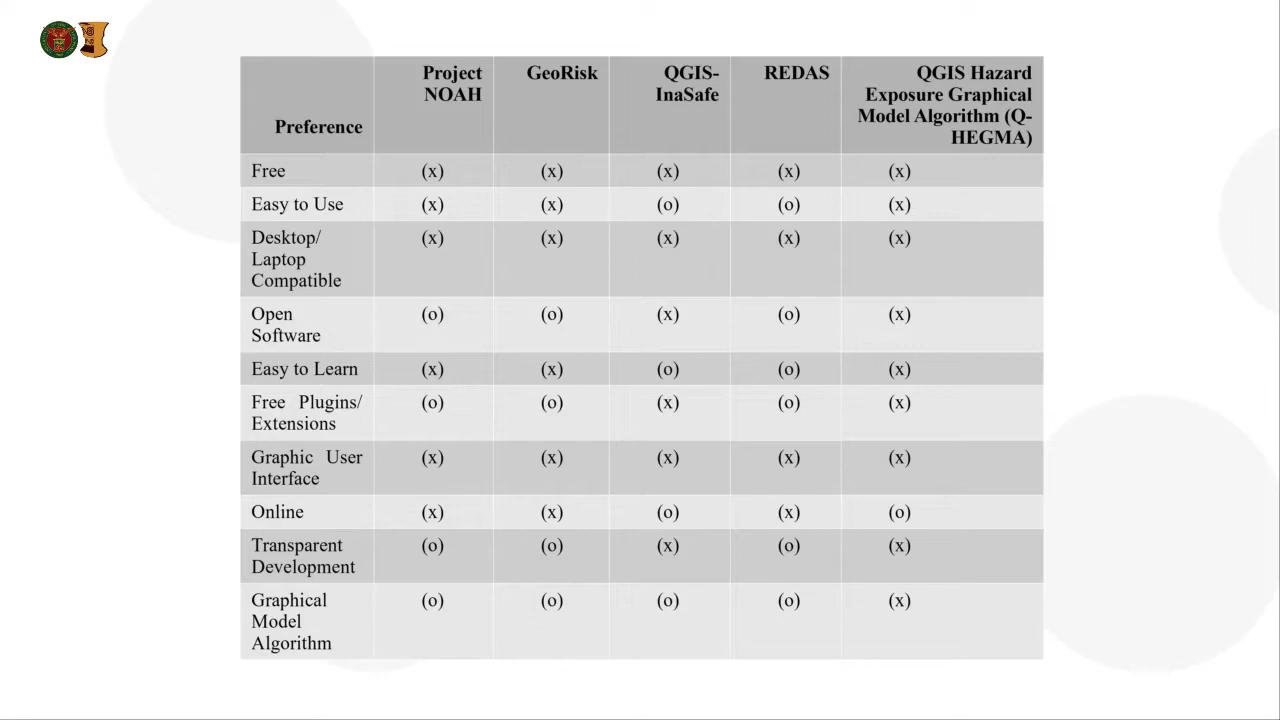 Preference Project NOAH GeoRisk QGIS-InaSafe REDAS QGIS Hazard Exposure Graphical Model Algorithm (Q-HEGMA)
Free (x) (x) (x) (x) (x)
Easy to Use (x) (x) (o) (o) (x)
Desktop/ Laptop Compatible (x) (x) (x) (x) (x)
Open Software (o) (o) (x) (o) (x)
Easy to Learn (x) (x) (o) (o) (x)
Free Plugins/ Extensions (o) (o) (x) (o) (x)
Graphic User Interface (x) (x) (x) (x) (x)
Online (x) (x) (o) (x) (o)
Transparent Development (o) (o) (x) (o) (x)
Graphical Model Algorithm (o) (o) (o) (o) (x)